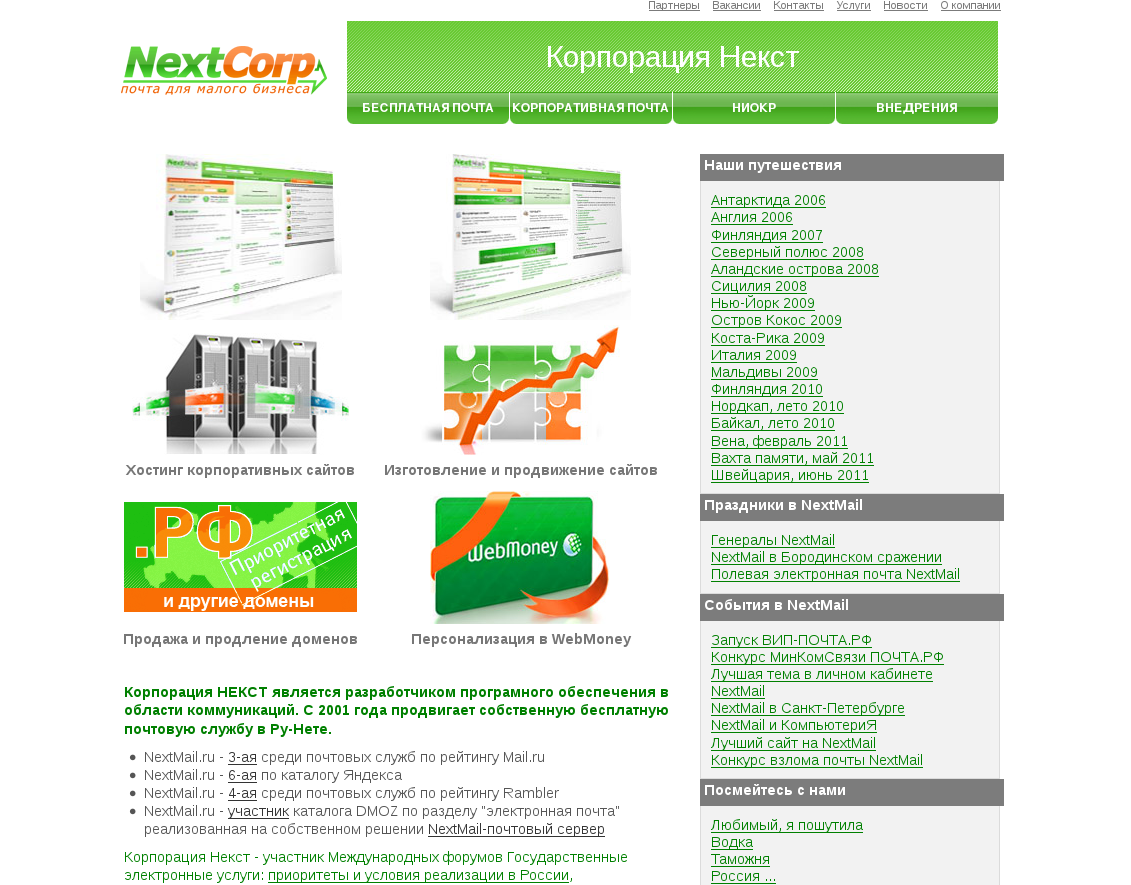 Партнеры Вакансии Контакты Услуги Новости О компании
NextCorp
почта для малого бизнеса
Корпорация Некст
БЕСПЛАТНАЯ ПОЧТА КОРПОРАТИВНАЯ ПОЧТА НИОКР ВНЕДРЕНИЯ
NextMail
NextMail
Хостинг корпоративных сайтов
Изготовление и продвижение сайтов
.РФ
Приоритетная
регистрация
и другие домены
WebMoney
Продажа и продление доменов
Персонализация в WebMoney
Корпорация НЕКСТ является разработчиком програмного обеспечения в
области коммуникаций. С 2001 года продвигает собственную бесплатную
почтовую службу в Ру-Нете.
NextMail.ru - 3-ая среди почтовых служб по рейтингу Mail.ru
NextMail.ru - 6-ая по каталогу Яндекса
NextMail.ru - 4-ая среди почтовых служб по рейтингу Rambler
NextMail.ru - участник каталога DMOZ по разделу "электронная почта"
реализованная на собственном решении NextMail-почтовый сервер
Корпорация Некст - участник Международных форумов Государственные
электронные услуги: приоритеты и условия реализации в России,
Наши путешествия
Антарктида 2006
Англия 2006
Финляндия 2007
Северный полюс 2008
Аландские острова 2008
Сицилия 2008
Нью-Йорк 2009
Остров Кокос 2009
Коста-Рика 2009
Италия 2009
Мальдивы 2009
Финляндия 2010
Нордкап, лето 2010
Байкал, лето 2010
Вена, февраль 2011
Вахта памяти, май 2011
Швейцария, июнь 2011
Праздники в NextMail
Генералы NextMail
NextMail в Бородинском сражении
Полевая электронная почта NextMail
События в NextMail
Запуск ВИП-ПОЧТА.РФ
Конкурс МинКомСвязи ПОЧТА.РФ
Лучшая тема в личном кабинете
NextMail
NextMail в Санкт-Петербурге
NextMail и КомпьютериЯ
Лучший сайт на NextMail
Конкурс взлома почты NextMail
Посмейтесь с нами
Любимый, я пошутила
Водка
Таможня
Россия ...